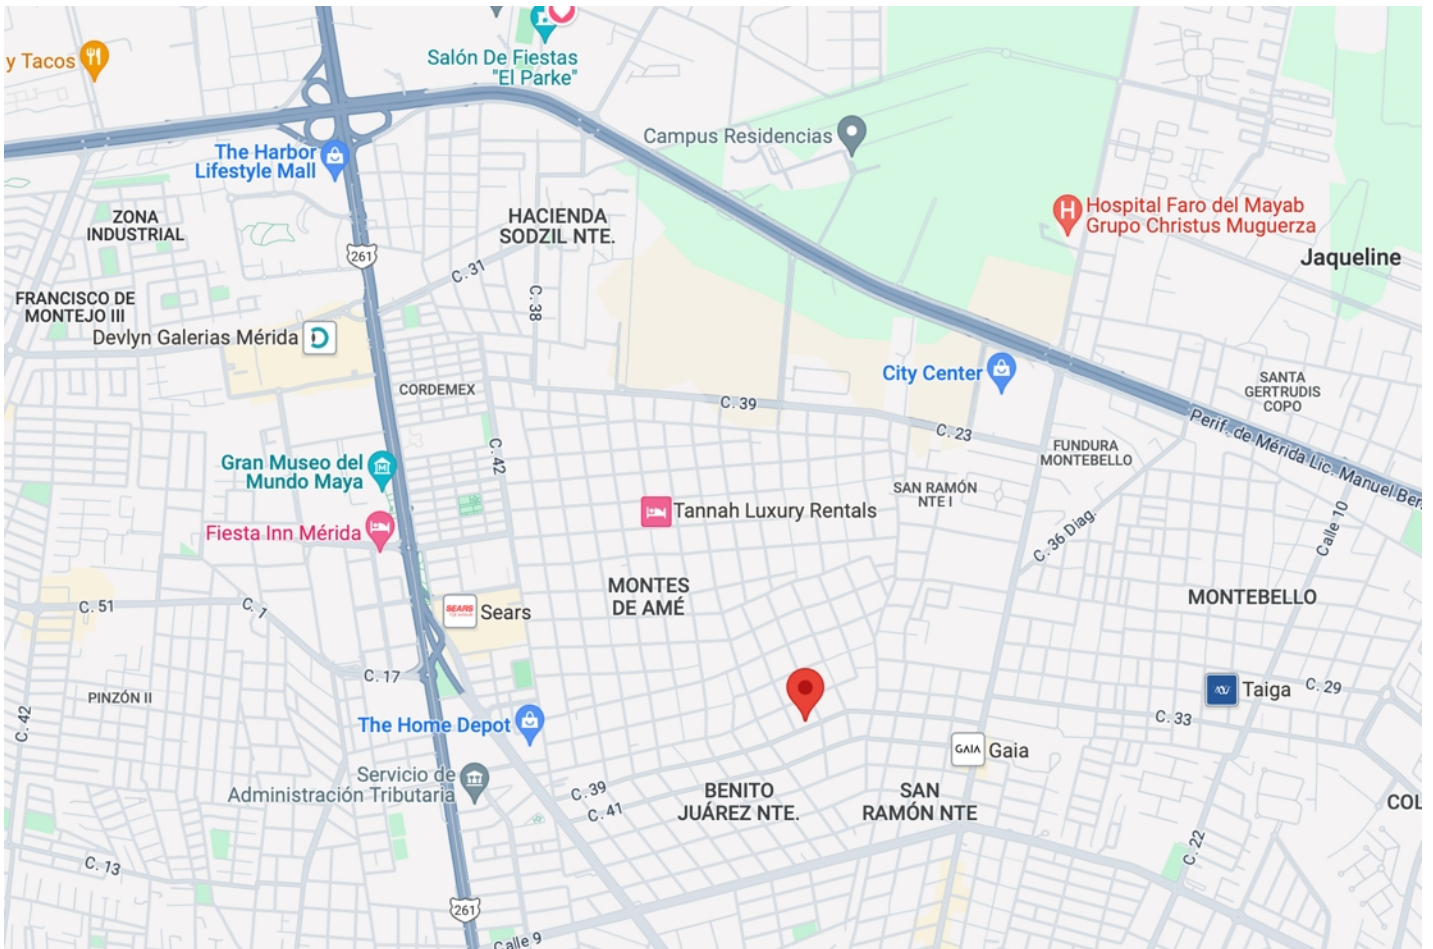 Salón De Fiestas
"El Parke"
y Tacos
Campus Residencias
The Harbor
Lifestyle Mall
Hospital Faro del Mayab
Grupo Christus Muguerza
ZONA
INDUSTRIAL
HACIENDA
SODZIL NTE.
261
Jaqueline
C. 31
FRANCISCO DE
MONTEJO III
C. 38
Devlyn Galerias Mérida
City Center
CORDEMEX
SANTA
GERTRUDIS
COPO
C. 39
C. 23
Perif. de Mérida Lic. Manuel Ber
C. 42
FUNDURA
MONTEBELLO
Gran Museo del
Mundo Maya
SAN RAMÓN
NTE I
Tannah Luxury Rentals
Calle 10
Fiesta Inn Mérida
C. 36 Diag.
MONTES
DE AMÉ
MONTEBELLO
C. 51
C. 1
SEARS
Sears
C. 17
PINZÓN II
Taiga
C. 29
C. 42
The Home Depot
C. 33
GAIA
Gaia
Servicio de
Administración Tributaria
C. 39
C. 41
BENITO
JUÁREZ NTE.
SAN
RAMÓN NTE
COL
C. 22
C. 13
261
Calle 9